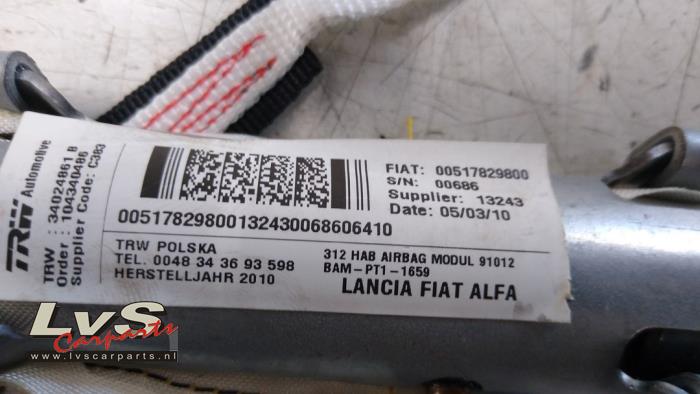 TRW Automotive
TRW : 34024861 B
Order : 104340486
Supplier Code: C383
FIAT: 00517829800
S/N: 00686
Supplier: 13243
Date: 05/03/10
00517829800132430068606410
TRW POLSKA
TEL. 0048 34 36 93 598
HERSTELLJAHR 2010
312 HAB AIRBAG MODUL 91012
BAM-PT1-1659
LANCIA FIAT ALFA
LvS
Carparts
www.lvscarparts.nl